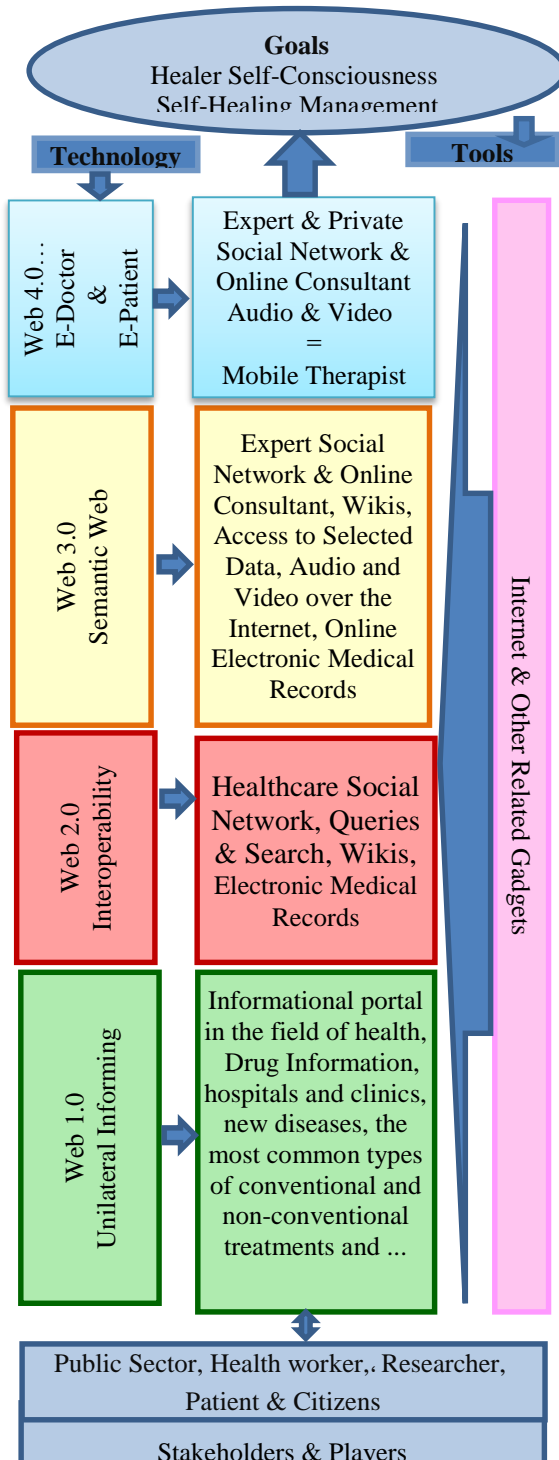 Goals
Healer Self-Consciousness
Self-Healing Management
Technology
Tools
Web 4.0…
E-Doctor
&
E-Patient
Expert & Private
Social Network &
Online Consultant
Audio & Video
=
Mobile Therapist
Web 3.0
Semantic Web
Expert Social
Network & Online
Consultant, Wikis,
Access to Selected
Data, Audio and
Video over the
Internet, Online
Electronic Medical
Records
Web 2.0
Interoperability
Healthcare Social
Network, Queries
& Search, Wikis,
Electronic Medical
Records
Web 1.0
Unilateral Informing
Informational portal
in the field of health,
Drug Information,
hospitals and clinics,
new diseases, the
most common types
of conventional and
non-conventional
treatments and ...
Internet & Other Related Gadgets
Public Sector, Health worker,، Researcher,
Patient & Citizens
Stakeholders & Players